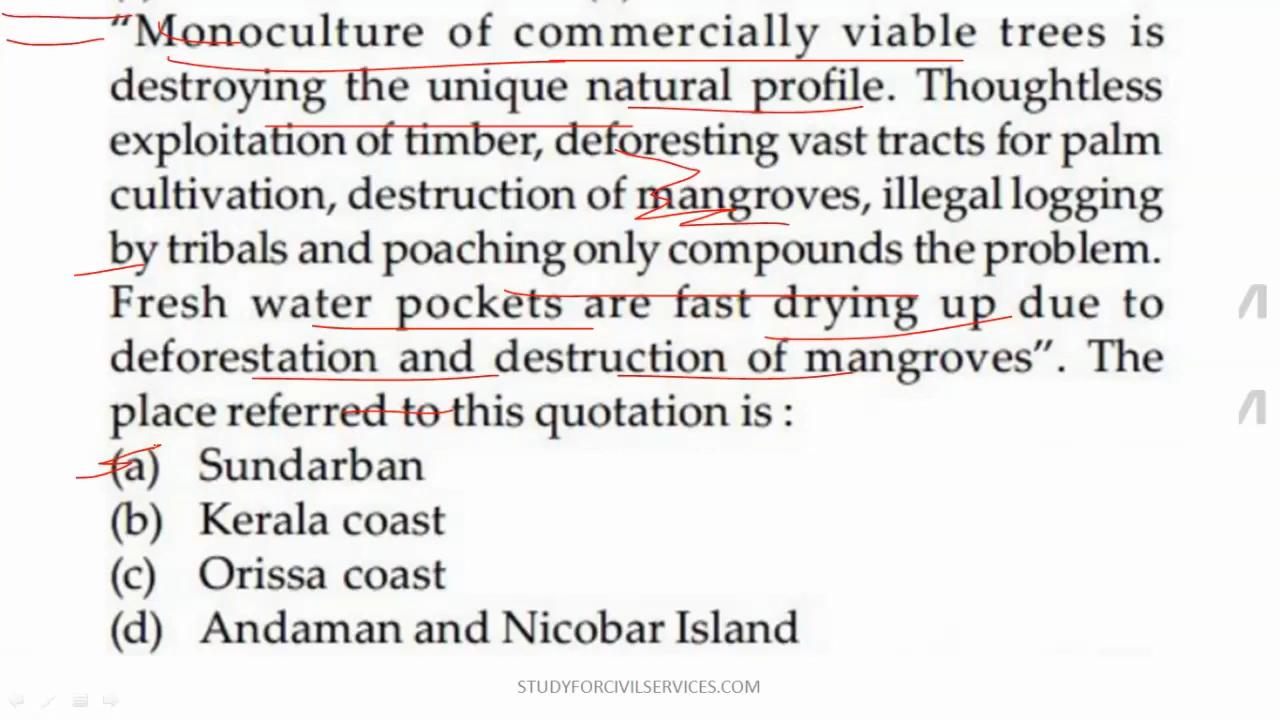 “Monoculture of commercially viable trees is
destroying the unique natural profile. Thoughtless
exploitation of timber, deforesting vast tracts for palm
cultivation, destruction of mangroves, illegal logging
by tribals and poaching only compounds the problem.
Fresh water pockets are fast drying up due to
deforestation and destruction of mangroves”. The
place referred to this quotation is :
(a) Sundarban
(b) Kerala coast
(c) Orissa coast
(d) Andaman and Nicobar Island
STUDYFORCIVILSERVICES.COM